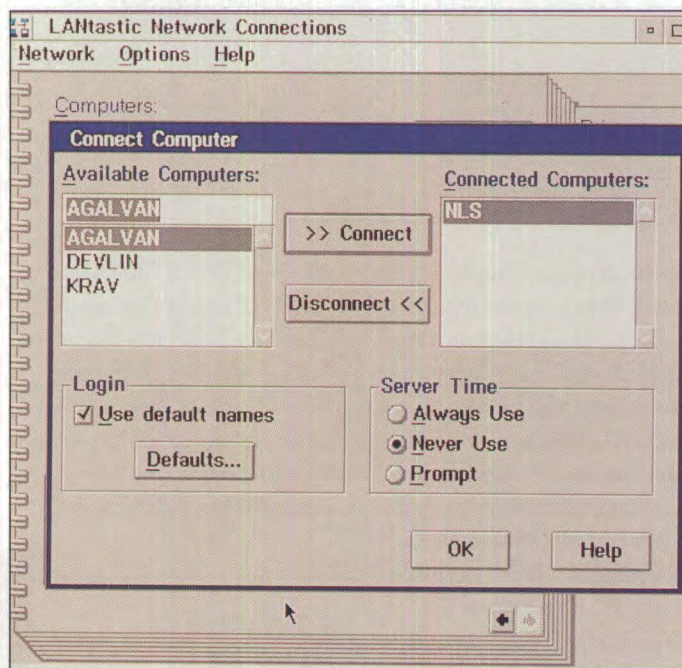 LANtastic Network Connections
Network Options Help
Computers:
Connect Computer
Available Computers:
AGALVAN
AGALVAN
DEVLIN
KRAV
>> Connect
Disconnect <<
Connected Computers:
NLS
Login
Use default names
Defaults...
Server Time
Always Use
Never Use
Prompt
OK
Help